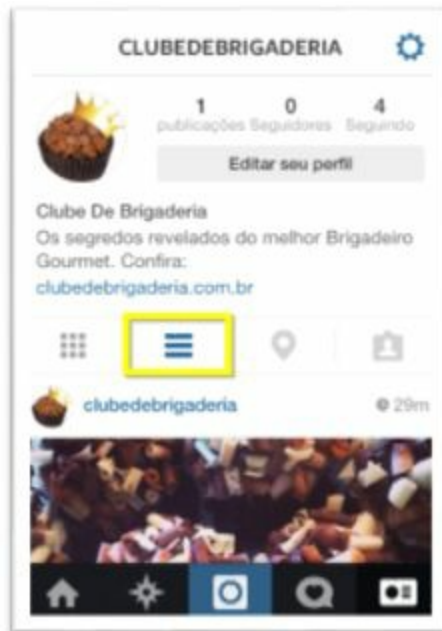 CLUBEDEBRIGADERIA
1 0 4
publicações Seguidores Seguindo
Editar seu perfil
Clube De Brigaderia
Os segredos revelados do melhor Brigadeiro
Gourmet. Confira:
clubedebrigaderia.com.br
clubedebrigaderia 29m